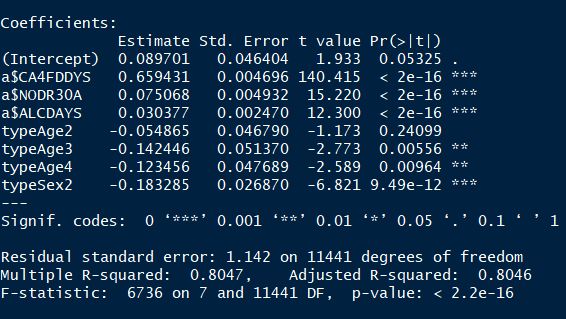 Coefficients:
Estimate Std. Error t value Pr(>|t|)
(Intercept) 0.089701 0.046404 1.933 0.05325 .
a$CA4FDDYS 0.659431 0.004696 140.415 < 2e-16 ***
a$NODR30A 0.075068 0.004932 15.220 < 2e-16 ***
a$ALCDAYS 0.030377 0.002470 12.300 < 2e-16 ***
typeAge2 -0.054865 0.046790 -1.173 0.24099
typeAge3 -0.142446 0.051370 -2.773 0.00556 **
typeAge4 -0.123456 0.047689 -2.589 0.00964 **
typeSex2 -0.183285 0.026870 -6.821 9.49e-12 ***
---
Signif. codes: 0 ‘***’ 0.001 ‘**’ 0.01 ‘*’ 0.05 ‘.’ 0.1 ‘ ’ 1
Residual standard error: 1.142 on 11441 degrees of freedom
Multiple R-squared: 0.8047, Adjusted R-squared: 0.8046
F-statistic: 6736 on 7 and 11441 DF, p-value: < 2.2e-16